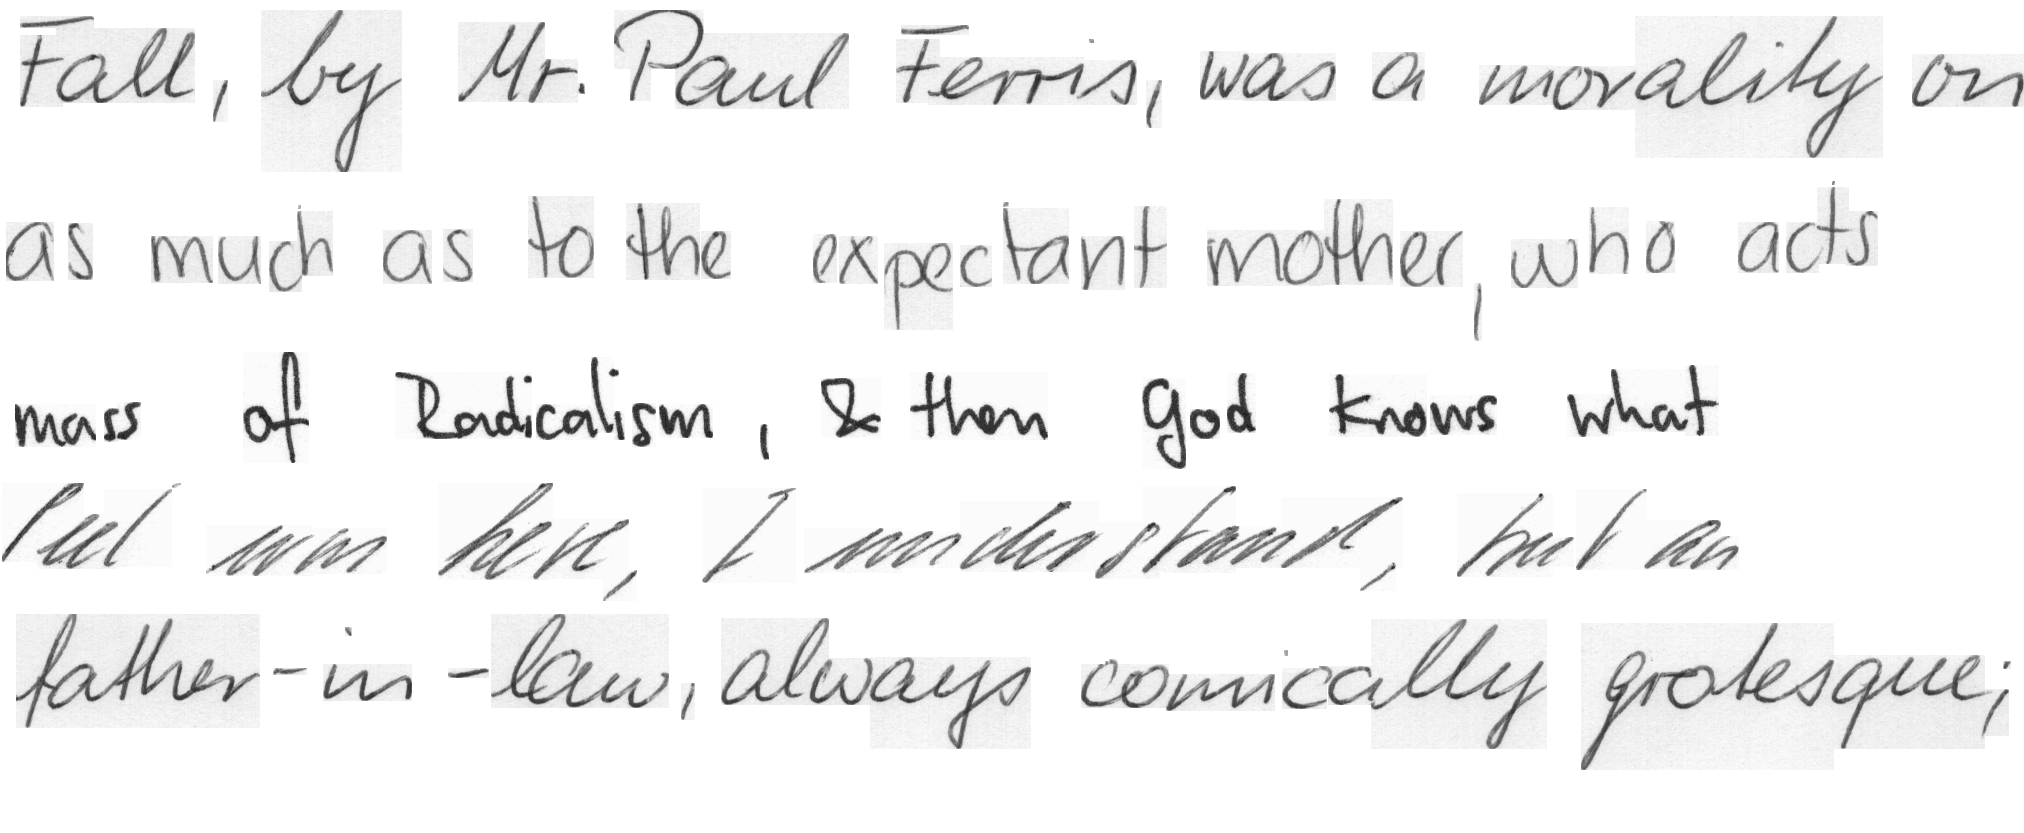 Fall, by Mr. Paul Ferris, was a morality on
as much as to the expectant mother, who acts
mass of Radicalism, & then God knows what
was here, I understand, but an
father-in-law, always comically grotesque;